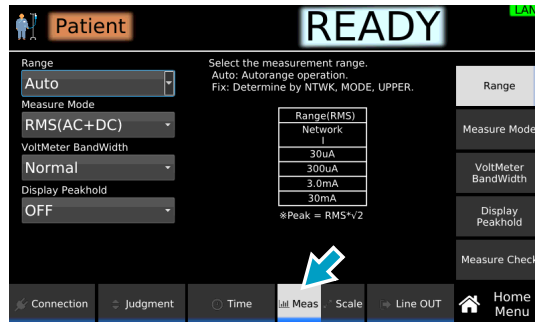 Patient
READY
LAN
Range
Auto
Measure Mode
RMS(AC+DC)
VoltMeter BandWidth
Normal
Display Peakhold
OFF
Select the measurement range.
Auto: Autorange operation.
Fix: Determine by NTWK, MODE, UPPER.
Range(RMS)
Network
I
30uA
300uA
3.0mA
30mA
※Peak = RMS*√2
Range
Measure Mode
VoltMeter
BandWidth
Display
Peakhold
Measure Check
Connection
Judgment
Time
Meas
Scale
Line OUT
Home
Menu